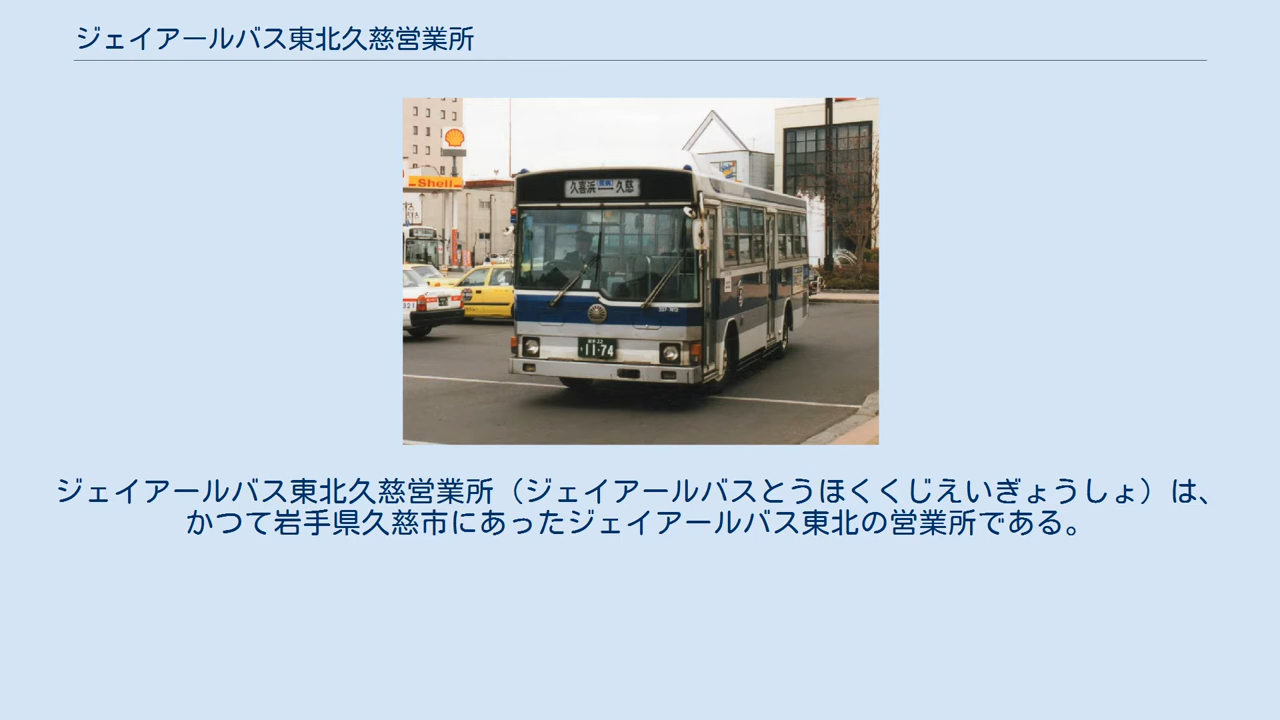 ジェイアールバス東北久慈営業所
Shell
久喜浜 久慈
11-74
ジェイアールバス東北久慈営業所（ジェイアールバスとうほくくじえいぎょうしょ）は、
かつて岩手県久慈市にあったジェイアールバス東北の営業所である。